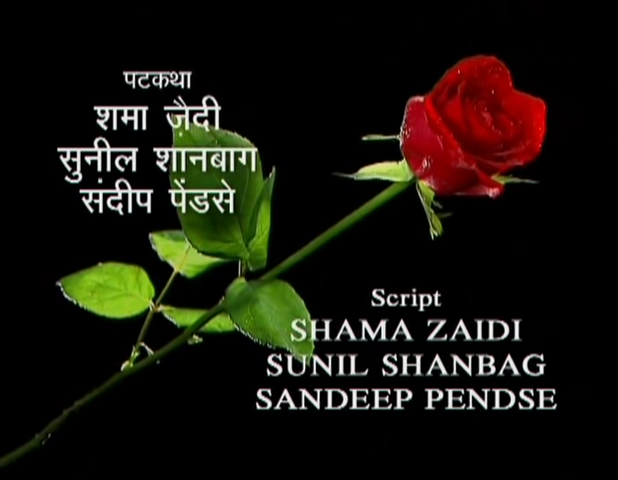 पटकथा
शमा ज़ैदी
सुनील शानबाग
संदीप पेंडसे
Script
SHAMA ZAIDI
SUNIL SHANBAG
SANDEEP PENDSE